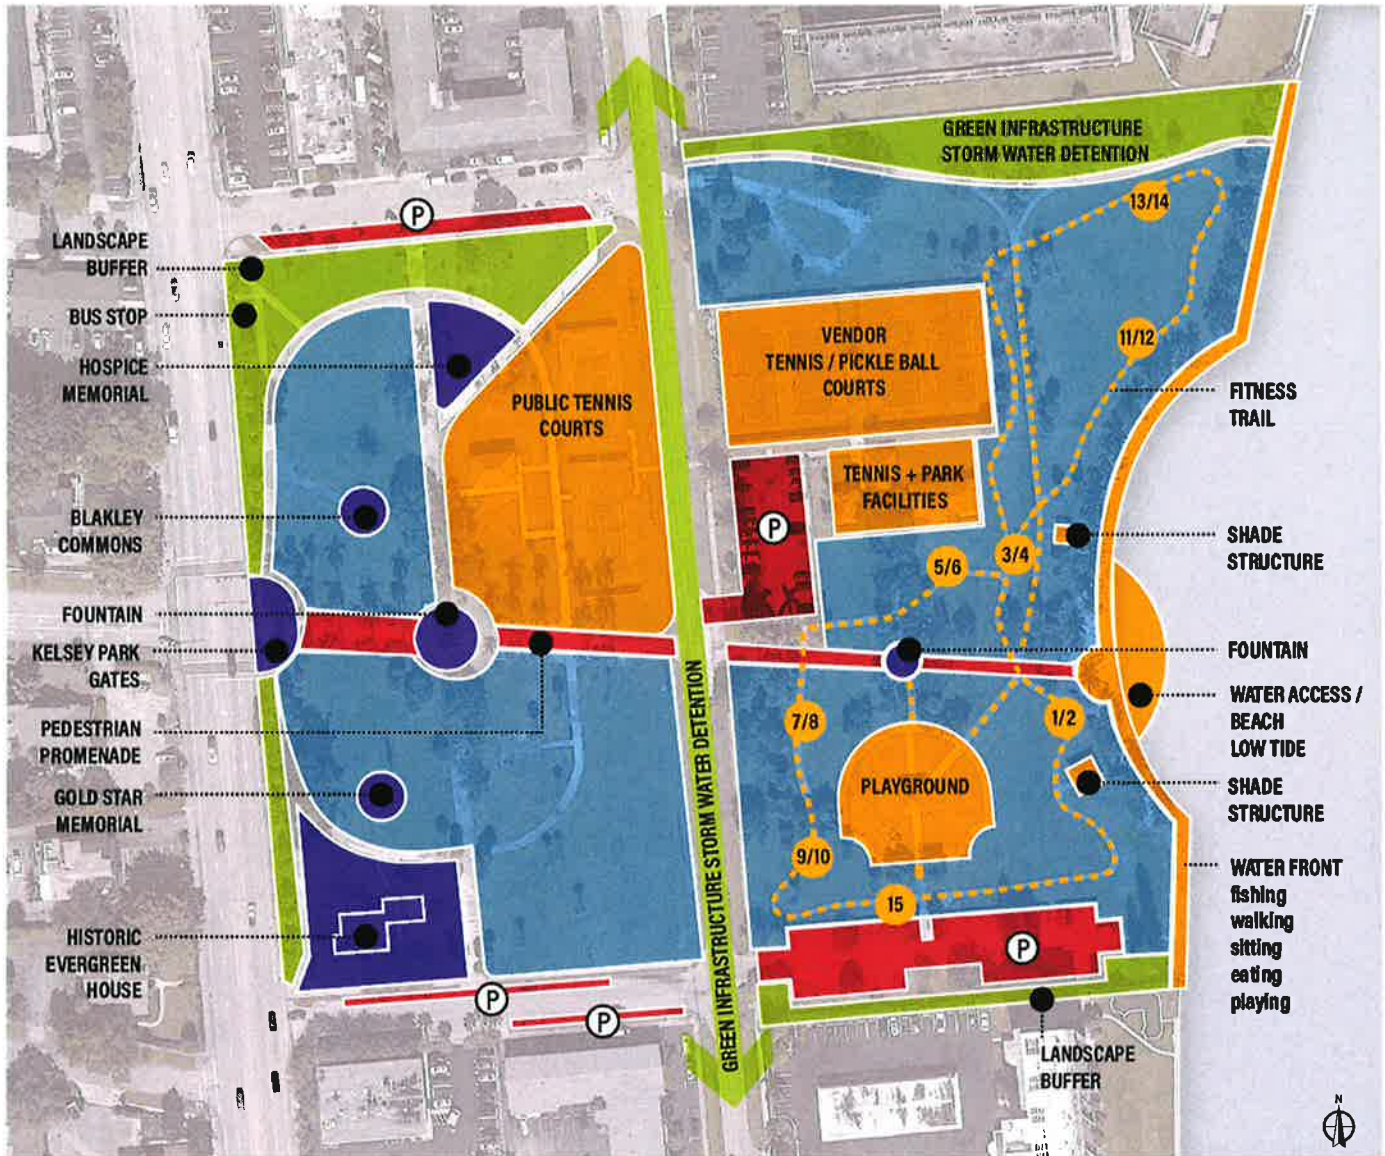 GREEN INFRASTRUCTURE
STORM WATER DETENTION
13/14
P
LANDSCAPE
BUFFER
BUS STOP
HOSPICE
MEMORIAL
VENDOR
TENNIS / PICKLE BALL
COURTS
11/12
FITNESS
TRAIL
PUBLIC TENNIS
COURTS
TENNIS + PARK
FACILITIES
BLAKLEY
COMMONS
P
5/6
3/4
SHADE
STRUCTURE
FOUNTAIN
KELSEY PARK
GATES
FOUNTAIN
WATER ACCESS /
BEACH
LOW TIDE
7/8
1/2
PEDESTRIAN
PROMENADE
GREEN INFRASTRUCTURE STORM WATER DETENTION
PLAYGROUND
SHADE
STRUCTURE
GOLD STAR
MEMORIAL
9/10
15
WATER FRONT
fishing
walking
sitting
eating
playing
HISTORIC
EVERGREEN
HOUSE
P
P
P
LANDSCAPE
BUFFER
N